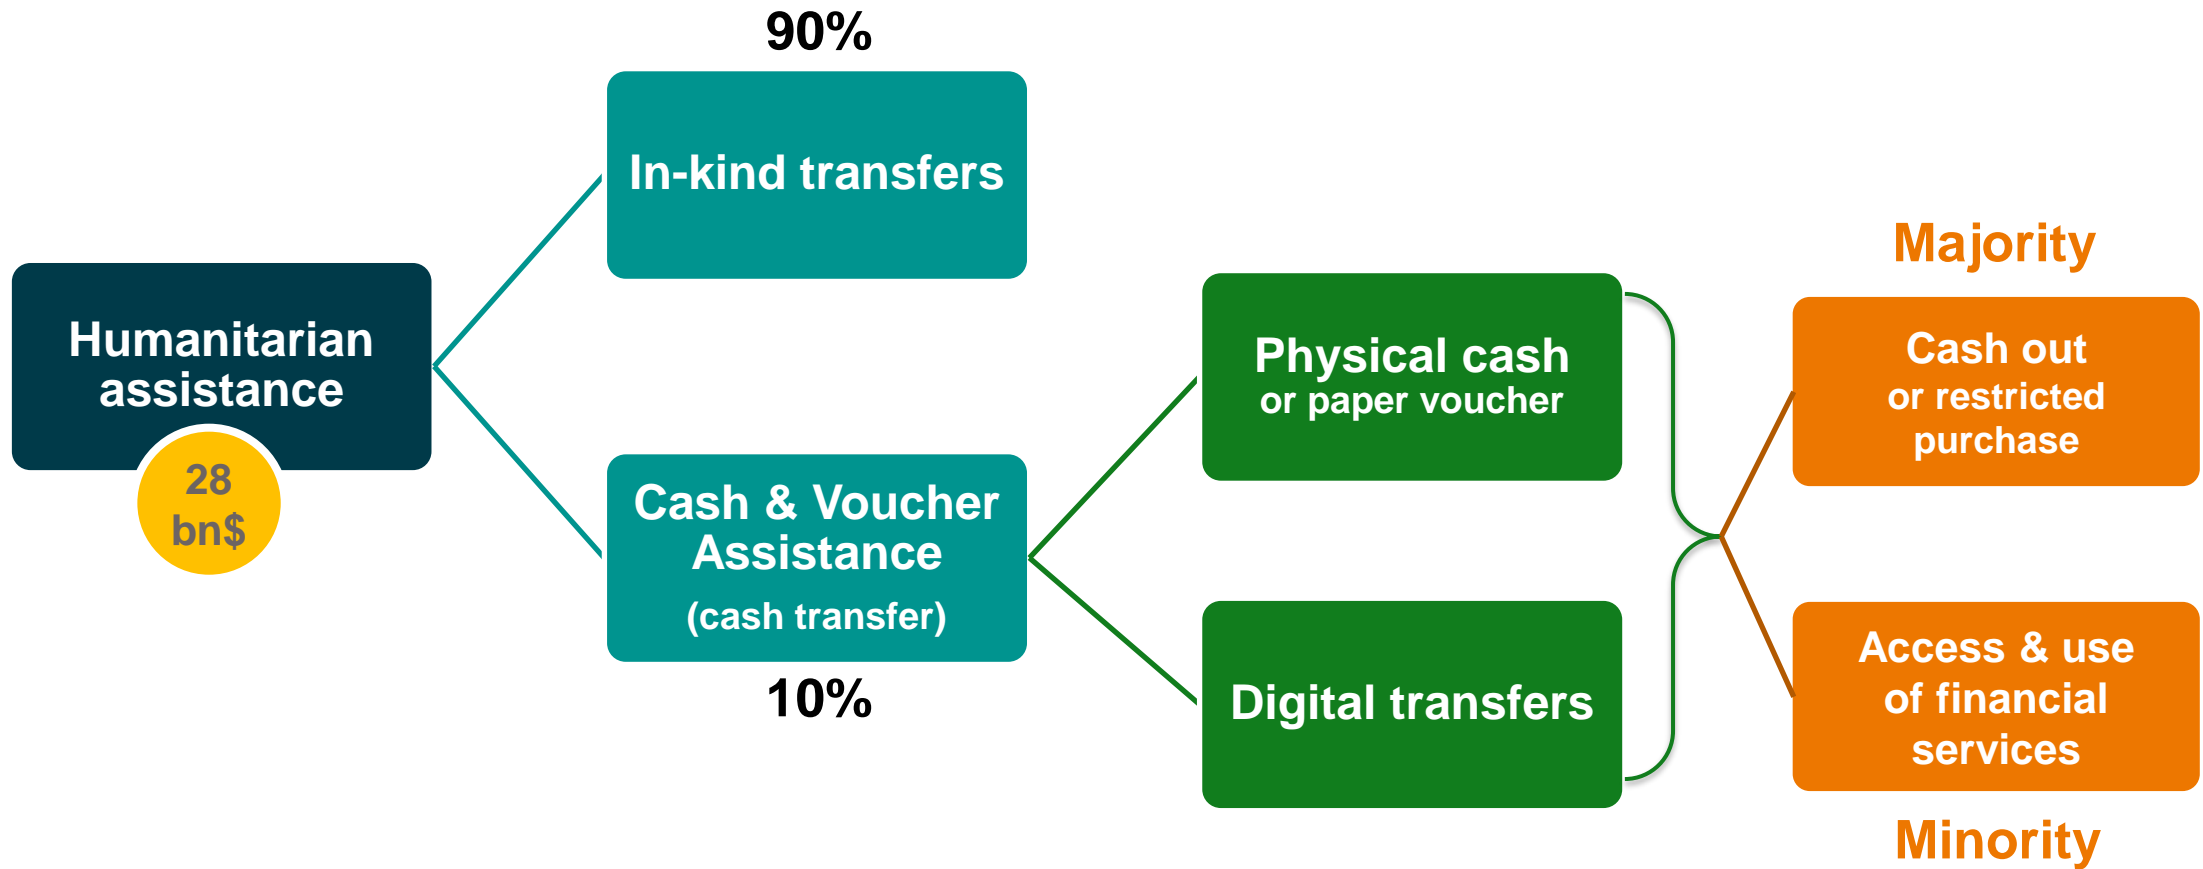 90%
In-kind transfers
Humanitarian
assistance
28
bn$
Cash & Voucher
Assistance
(cash transfer)
10%
Physical cash
or paper voucher
Digital transfers
Majority
Cash out
or restricted
purchase
Access & use
of financial
services
Minority